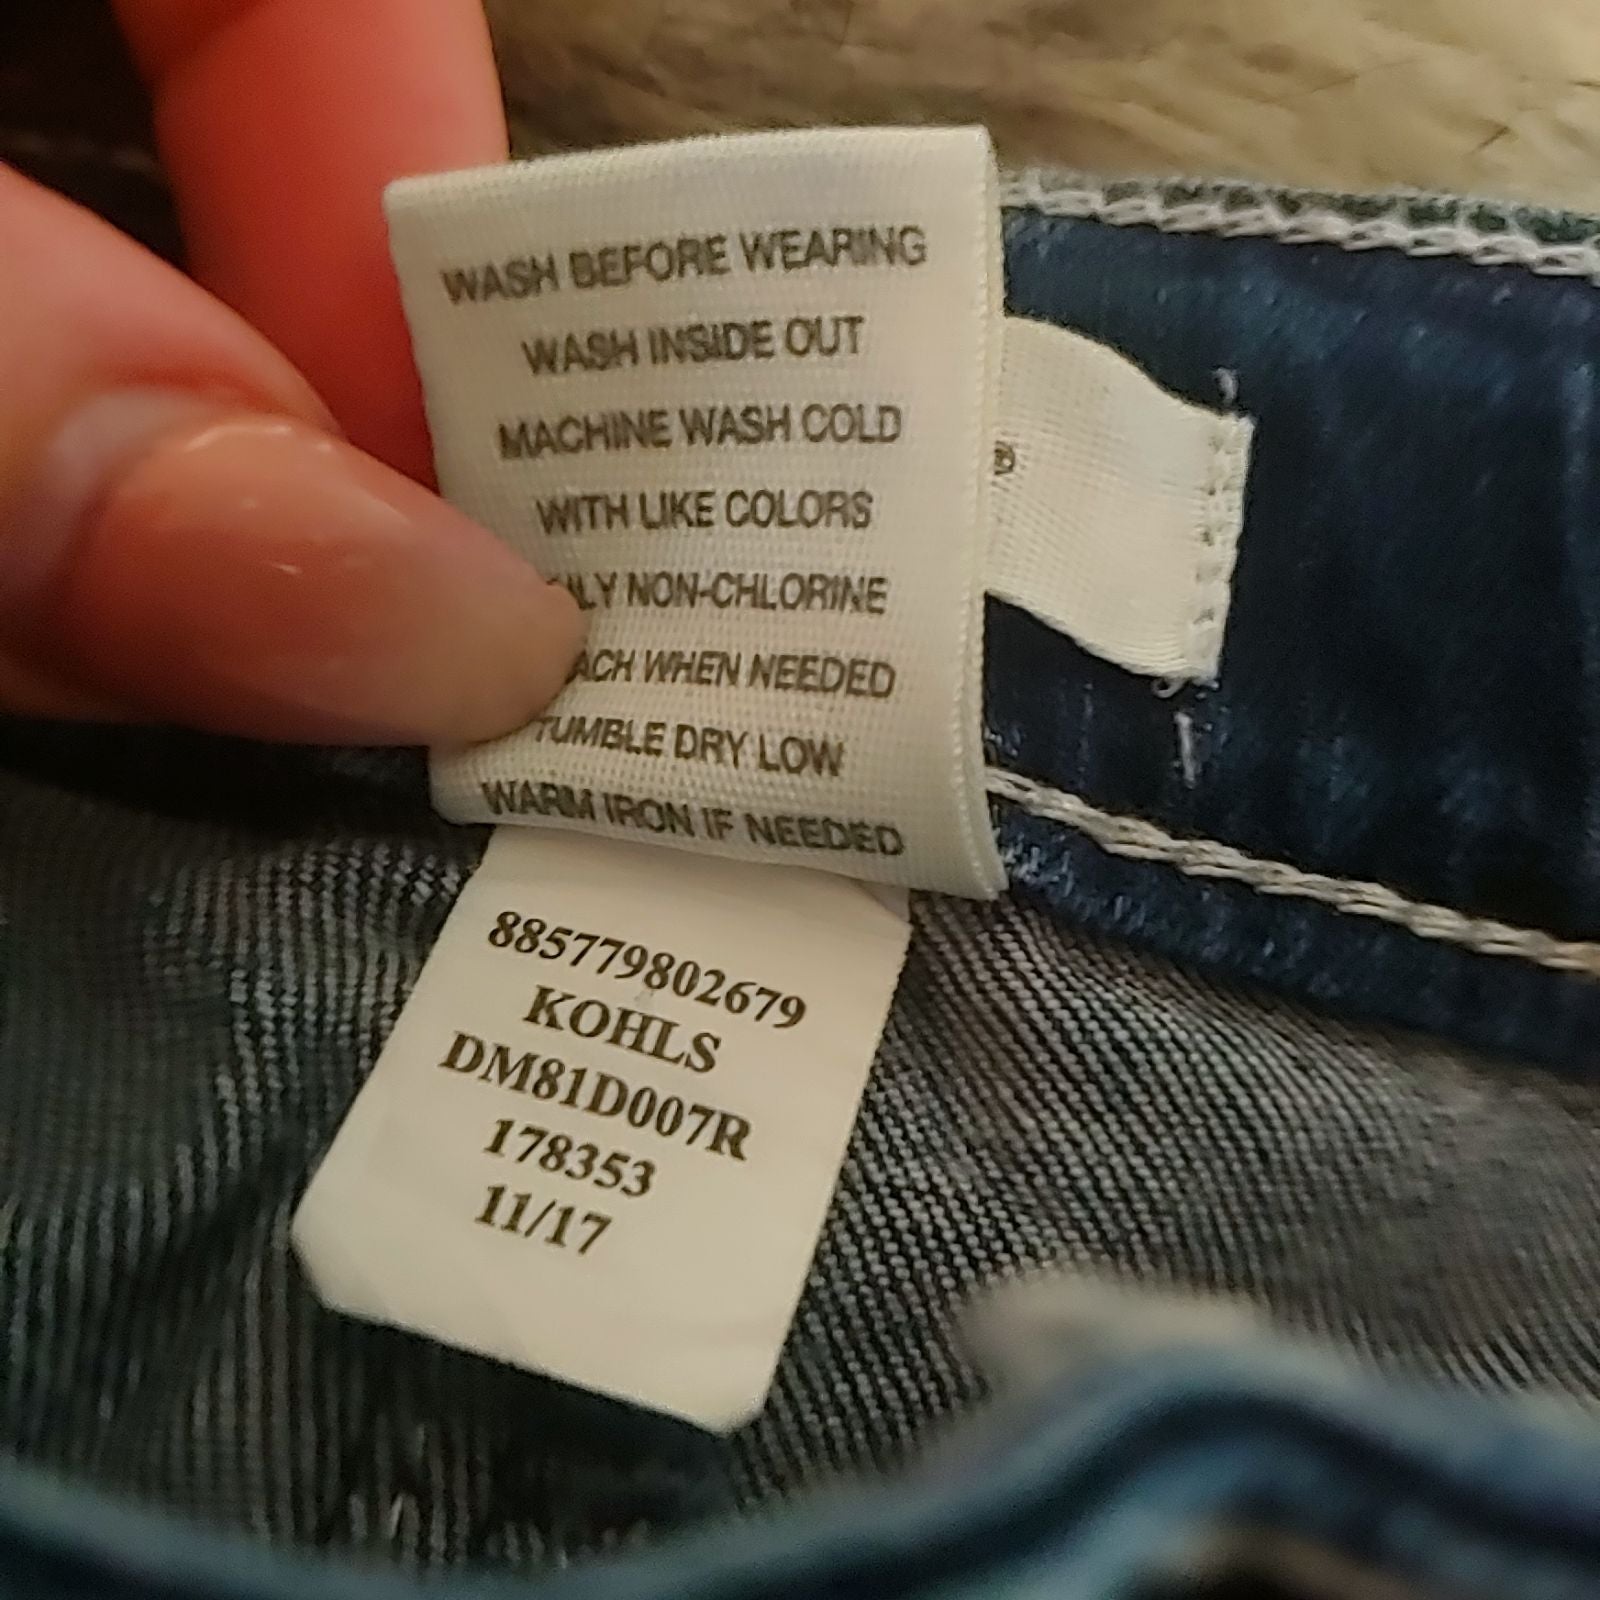 WASH BEFORE WEARING
WASH INSIDE OUT
MACHINE WASH COLD
WITH LIKE COLORS
NON-CHLORINE
WHEN NEEDED
TUMBLE DRY LOW
WARM IRON IF NEEDED
®
885779802679
KOHLS
DM81D007R
178353
11/17